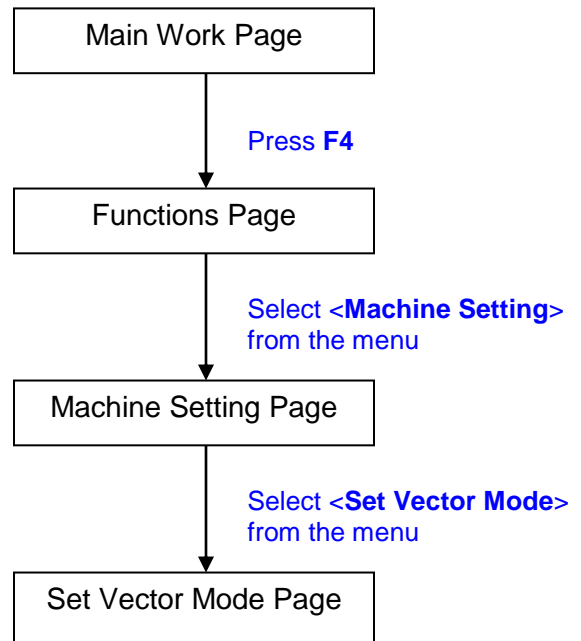 Main Work Page
Press F4
Functions Page
Select <Machine Setting>
from the menu
Machine Setting Page
Select <Set Vector Mode>
from the menu
Set Vector Mode Page